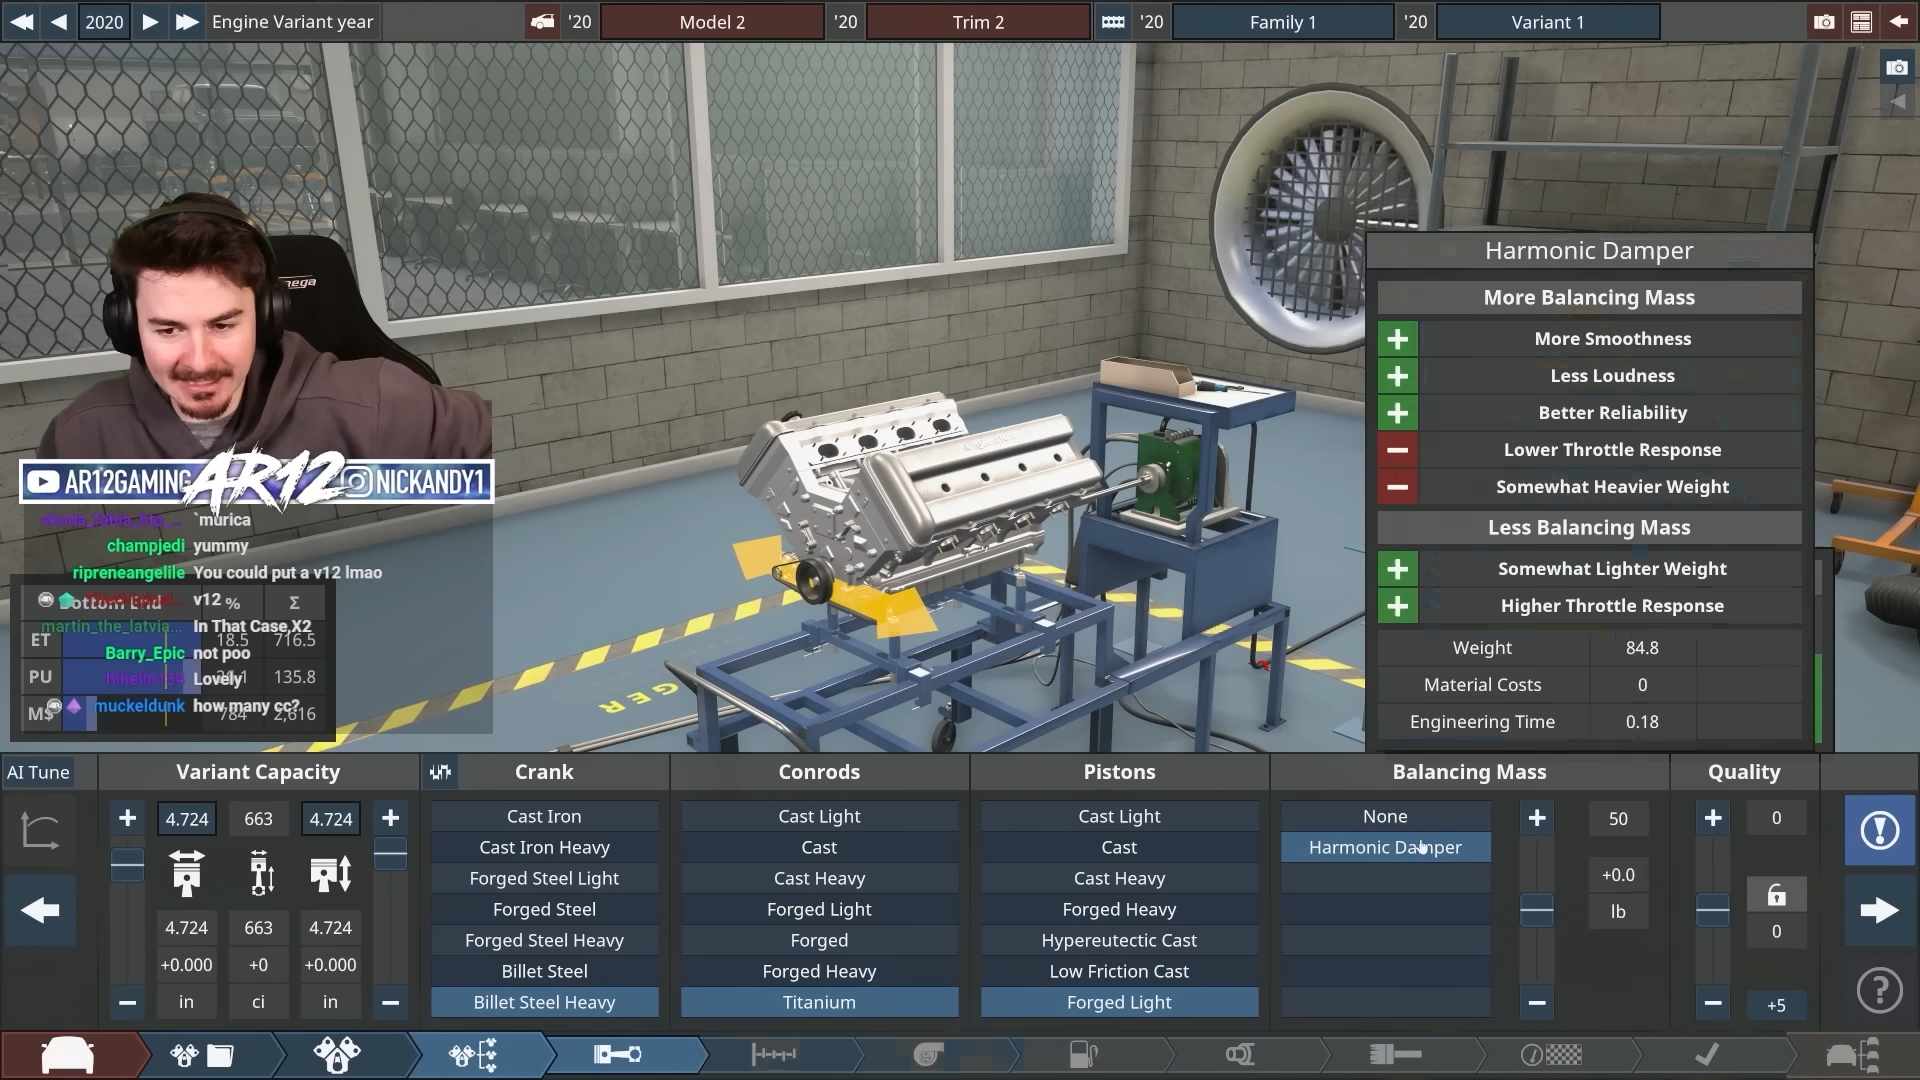 2020
Engine Variant year
'20
Model 2
'20
Trim 2
'20
Family 1
'20
Variant 1
Harmonic Damper
More Balancing Mass
More Smoothness
Less Loudness
Better Reliability
Lower Throttle Response
Somewhat Heavier Weight
Less Balancing Mass
Somewhat Lighter Weight
Higher Throttle Response
Weight 84.8
Material Costs 0
Engineering Time 0.18
AR12GAMING
AR12
NICKANDY1
`murica
champjedi yummy
ripreneangelile You could put a v12 lmao
v12
martin_the_latvia... In That Case,X2
Barry_Epic not poo
Lovely
muckeldunk how many cc?
Bottom End % Σ
ET 18.5 716.5
PU 135.8
M$ 784 2,616
GER
AI Tune
Variant Capacity
4.724 663 4.724
4.724 663 4.724
+0.000 +0 +0.000
in ci in
Crank
Cast Iron
Cast Iron Heavy
Forged Steel Light
Forged Steel
Forged Steel Heavy
Billet Steel
Billet Steel Heavy
Conrods
Cast Light
Cast
Cast Heavy
Forged Light
Forged
Forged Heavy
Titanium
Pistons
Cast Light
Cast
Cast Heavy
Forged Heavy
Hypereutectic Cast
Low Friction Cast
Forged Light
Balancing Mass
None
Harmonic Damper
50
+0.0
lb
Quality
0
0
+5